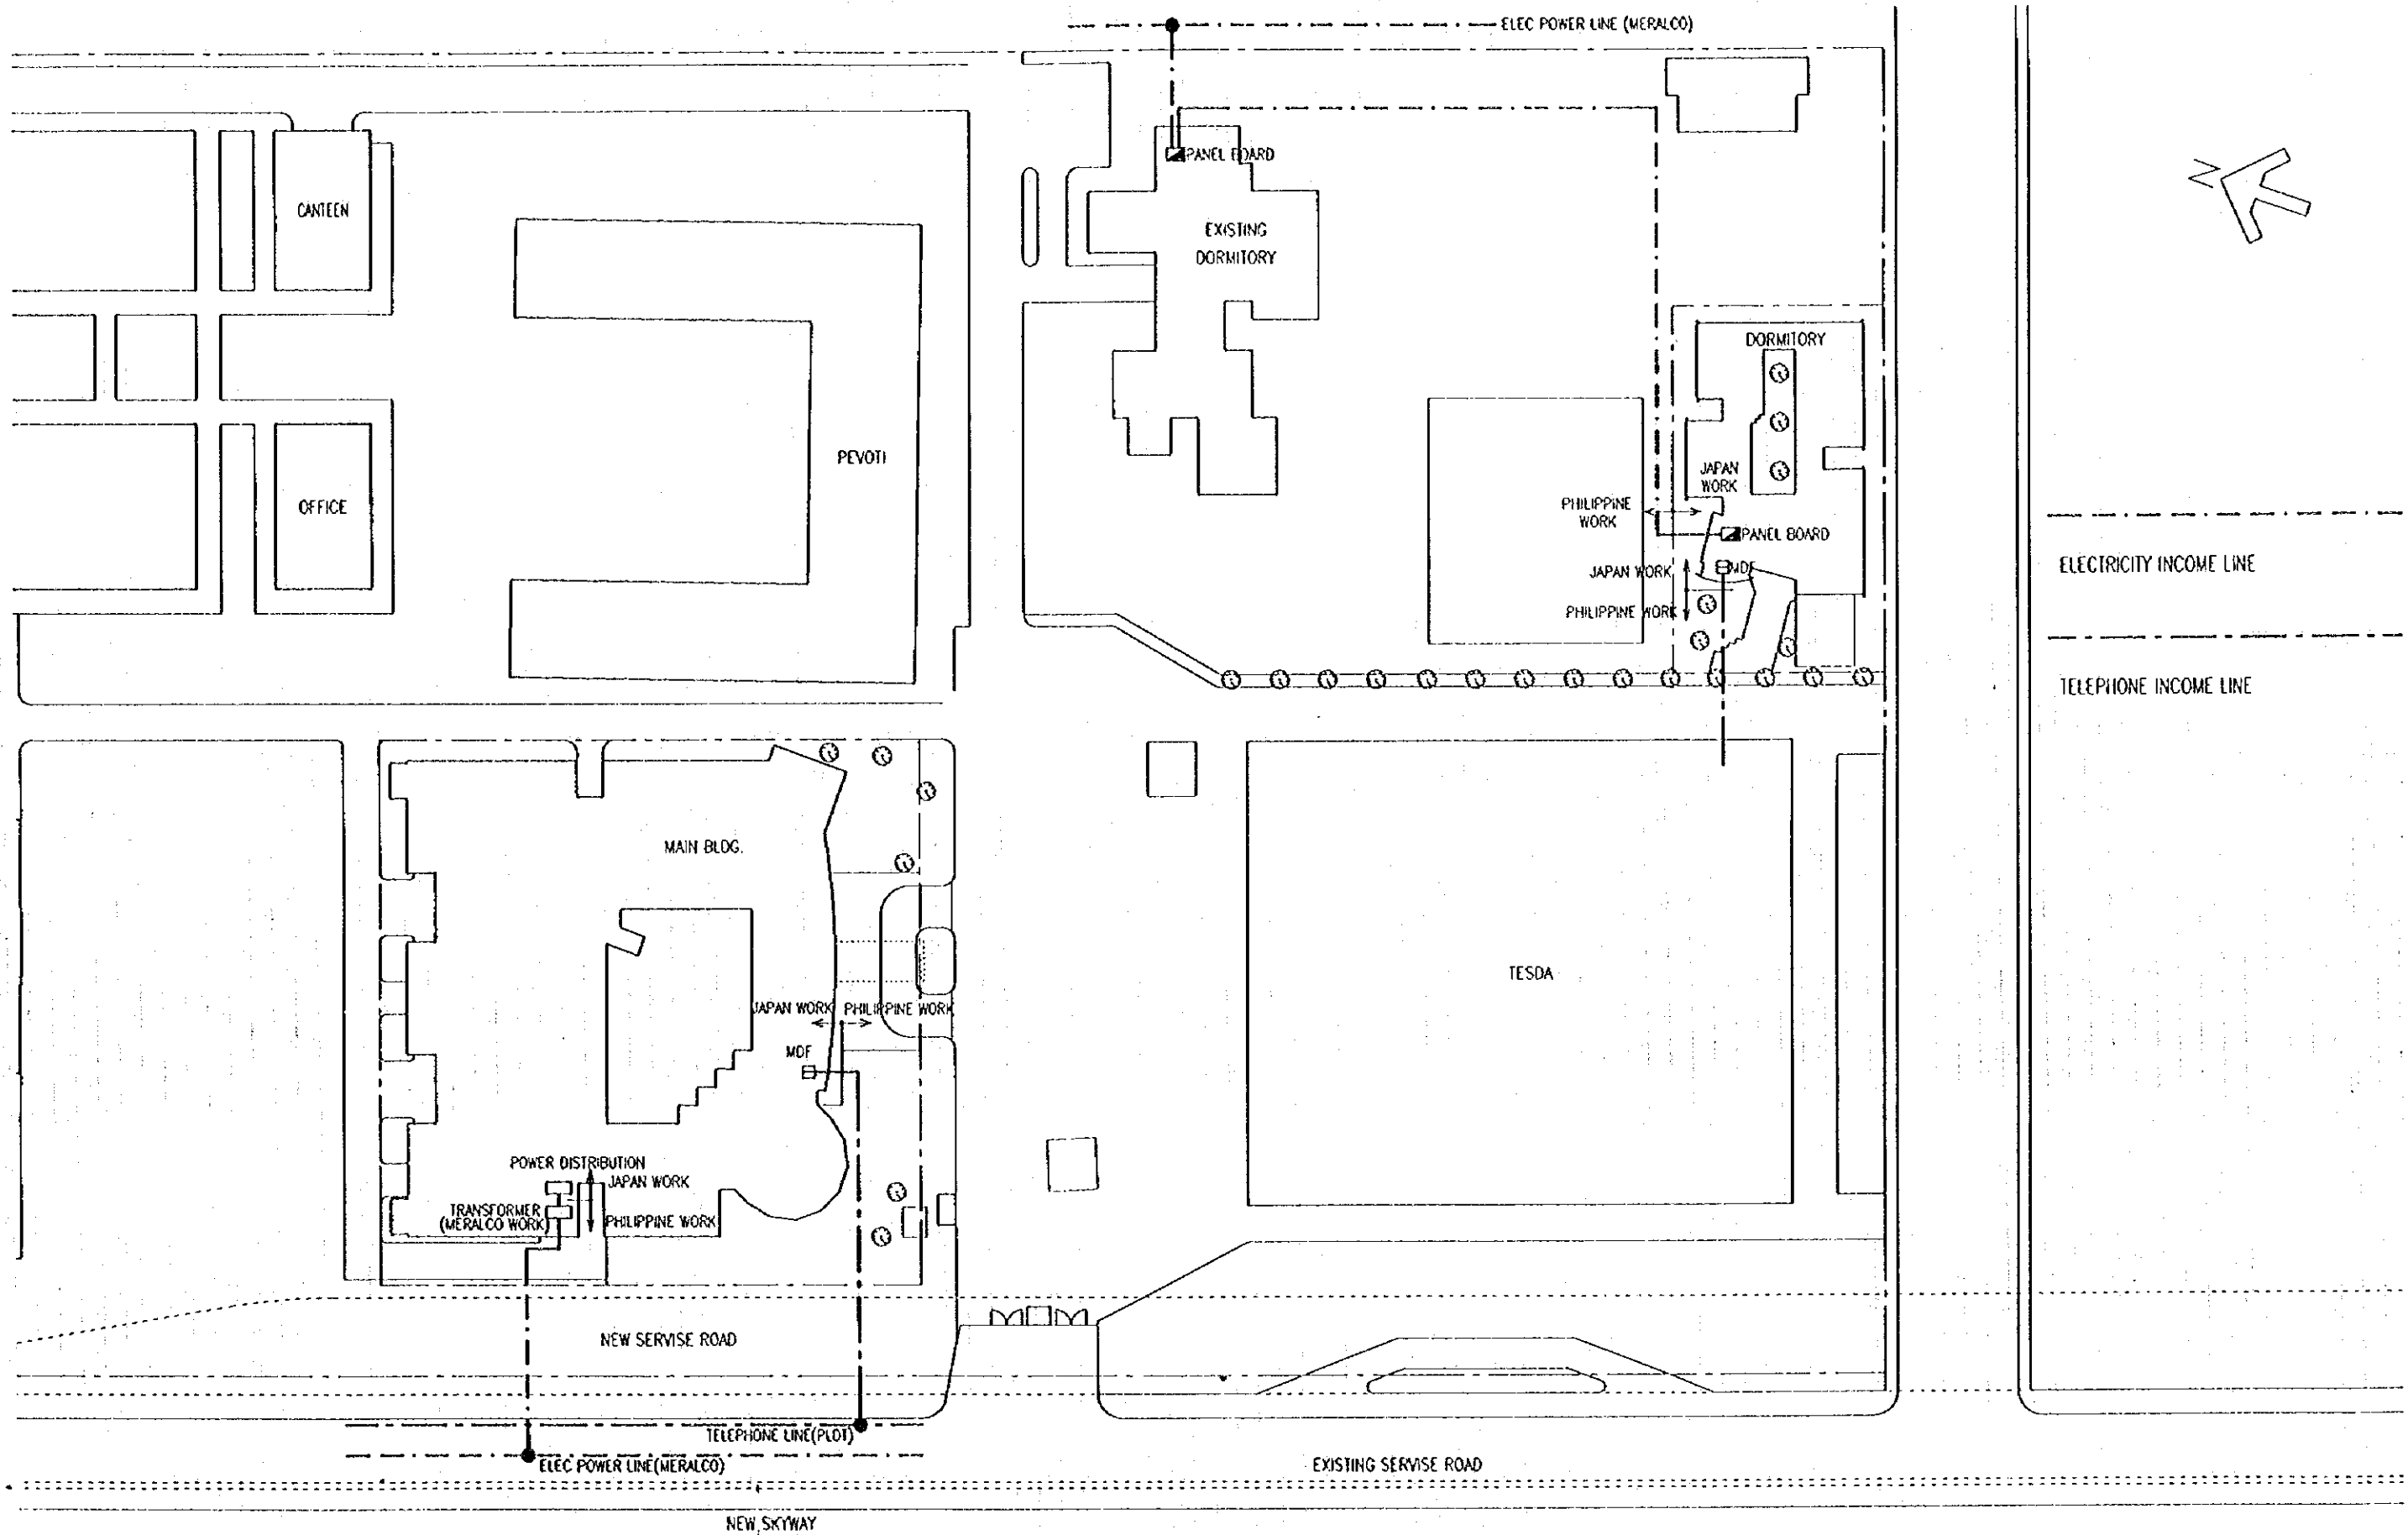 ELEC POWER LINE (MERALCO)
PANEL BOARD
CANTEEN
EXISTING
DORMITORY
DORMITORY
PEVOTI
JAPAN
WORK
OFFICE
PHILIPPINE
WORK
PANEL BOARD
ELECTRICITY INCOME LINE
JAPAN WORK
MDF
PHILIPPINE WORK
TELEPHONE INCOME LINE
MAIN BLDG.
TESDA
JAPAN WORK
PHILIPPINE WORK
MDF
POWER DISTRIBUTION
JAPAN WORK
TRANSFORMER
(MERALCO WORK)
PHILIPPINE WORK
NEW SERVISE ROAD
TELEPHONE LINE(PLDT)
ELEC POWER LINE(MERALCO)
EXISTING SERVISE ROAD
NEW SKYWAY
N